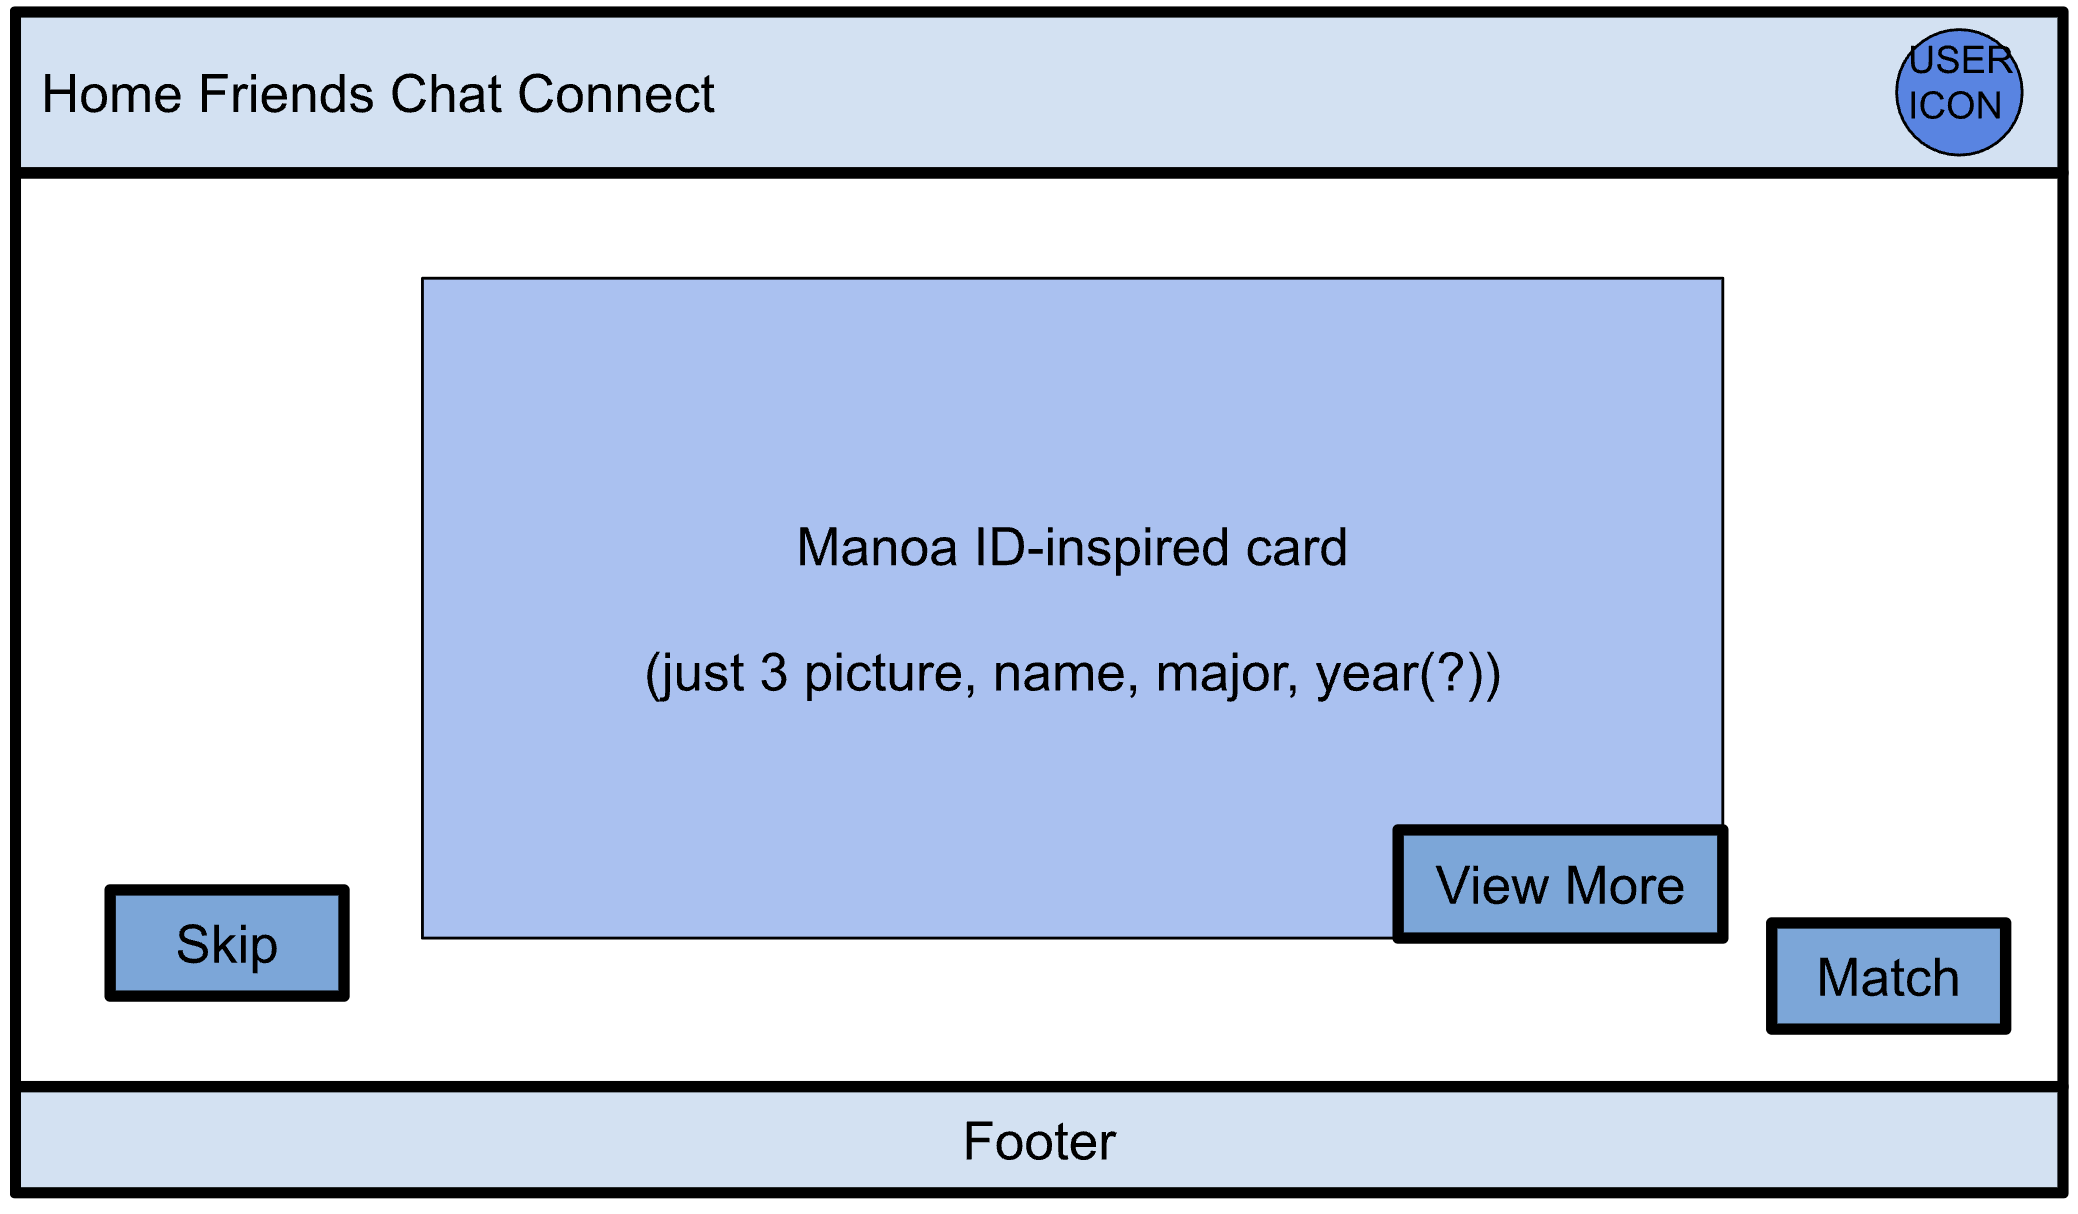 Home Friends Chat Connect
USER
ICON
Manoa ID-inspired card
(just 3 picture, name, major, year(?))
View More
Skip
Match
Footer